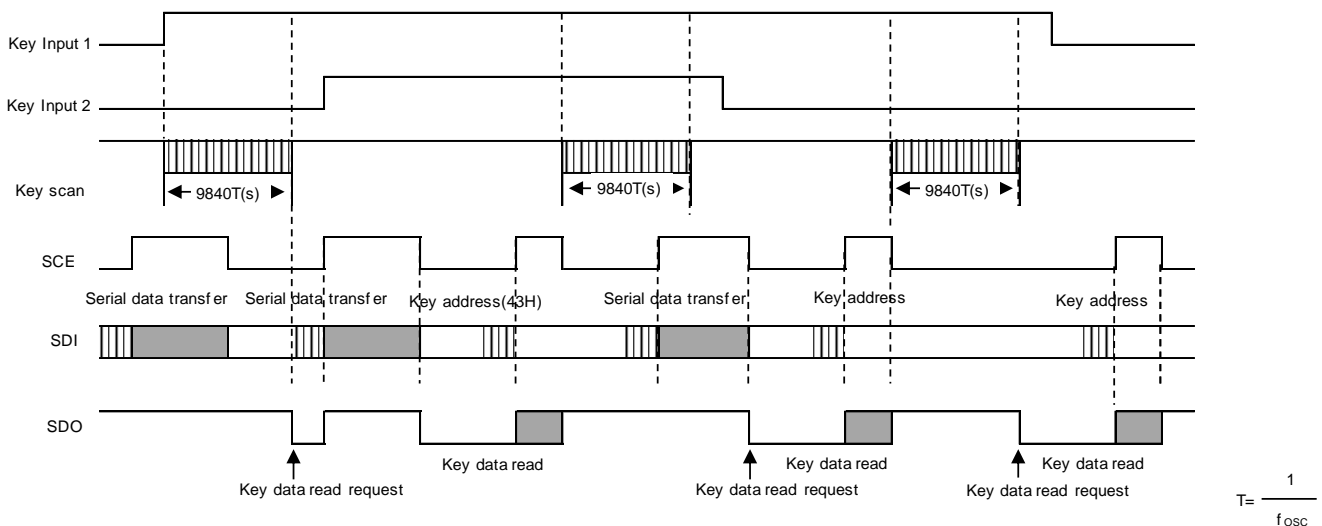 Key Input 1
Key Input 2
Key scan
9840T(s) 9840T(s) 9840T(s)
SCE
Serial data transfer Serial data transfer Key address(43H) Serial data transfer Key address Key address
SDI
SDO
Key data read Key data read Key data read
Key data read request Key data read request Key data read request
T= 1
fosc